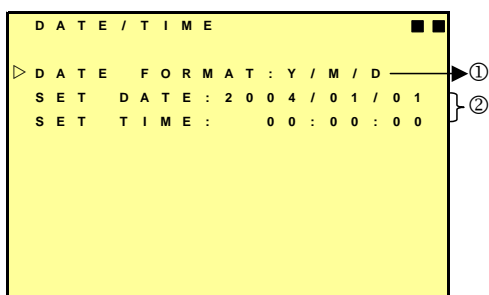 DATE/TIME ■■
▷DATE FORMAT:Y/M/D ①
SET DATE:2004/01/01
SET TIME: 00:00:00 ②